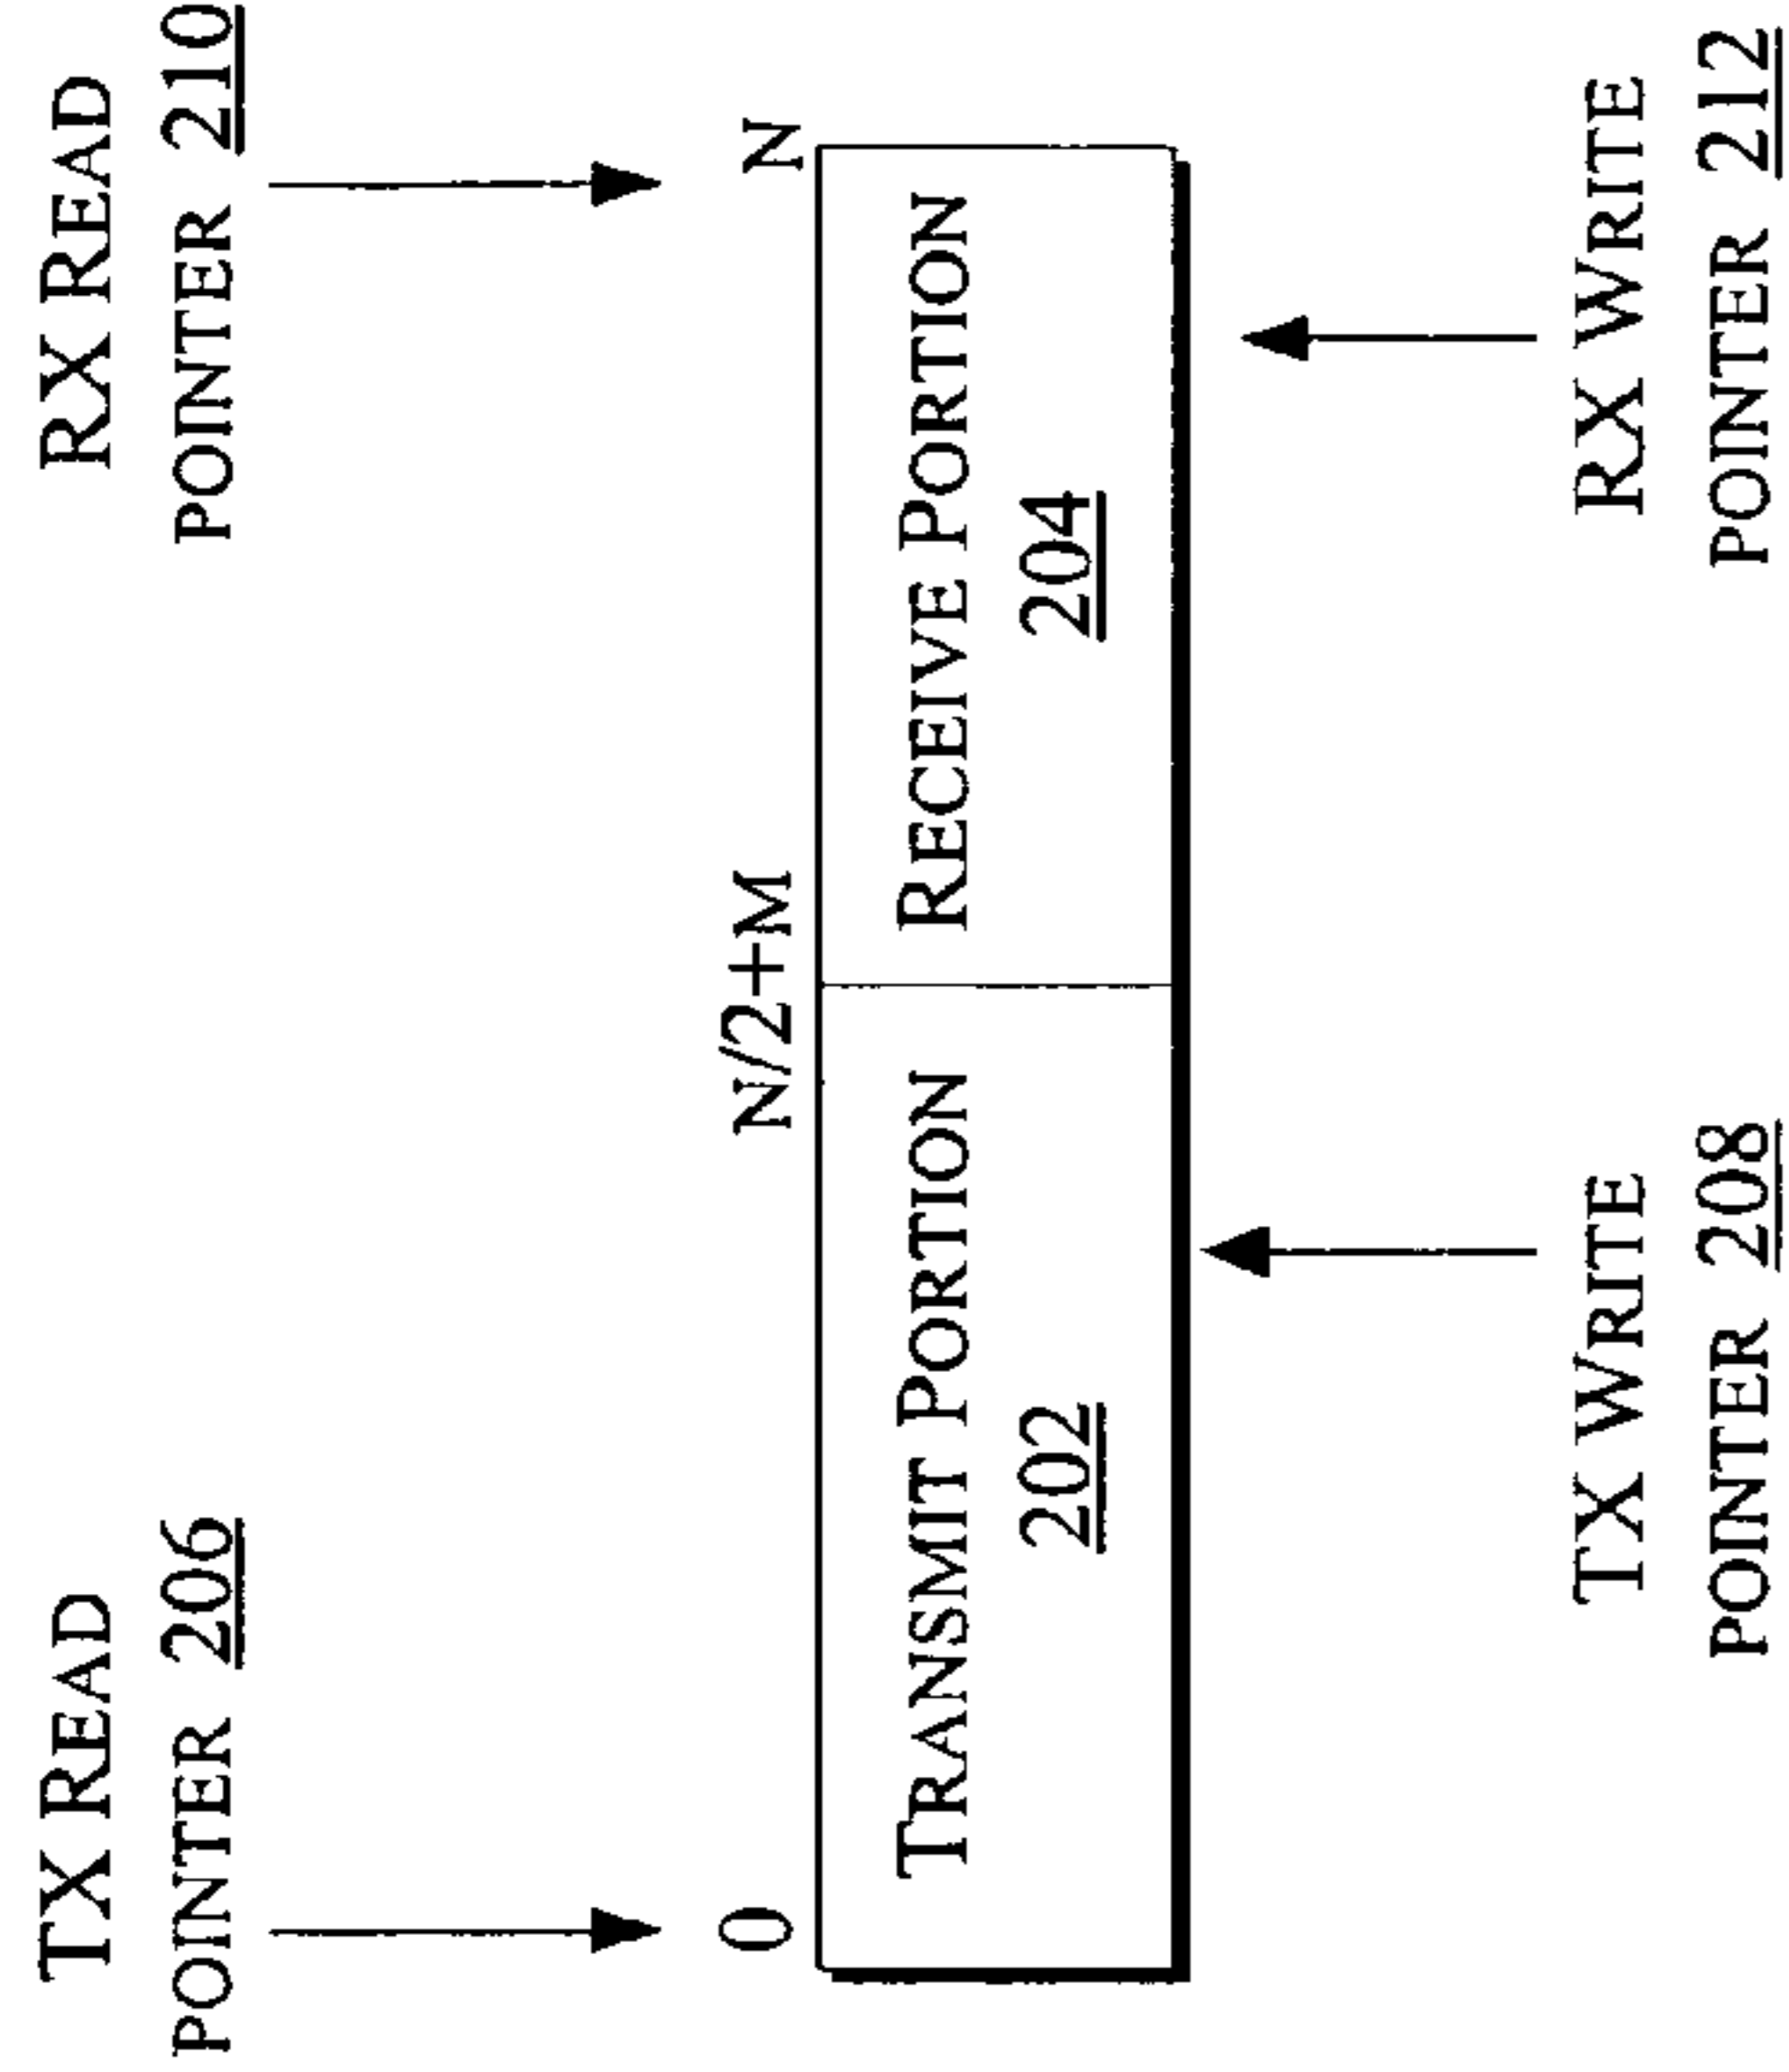 TX READ
POINTER 206
RX READ
POINTER 210
0
N/2+M
N
TRANSMIT PORTION
202
RECEIVE PORTION
204
TX WRITE
POINTER 208
RX WRITE
POINTER 212